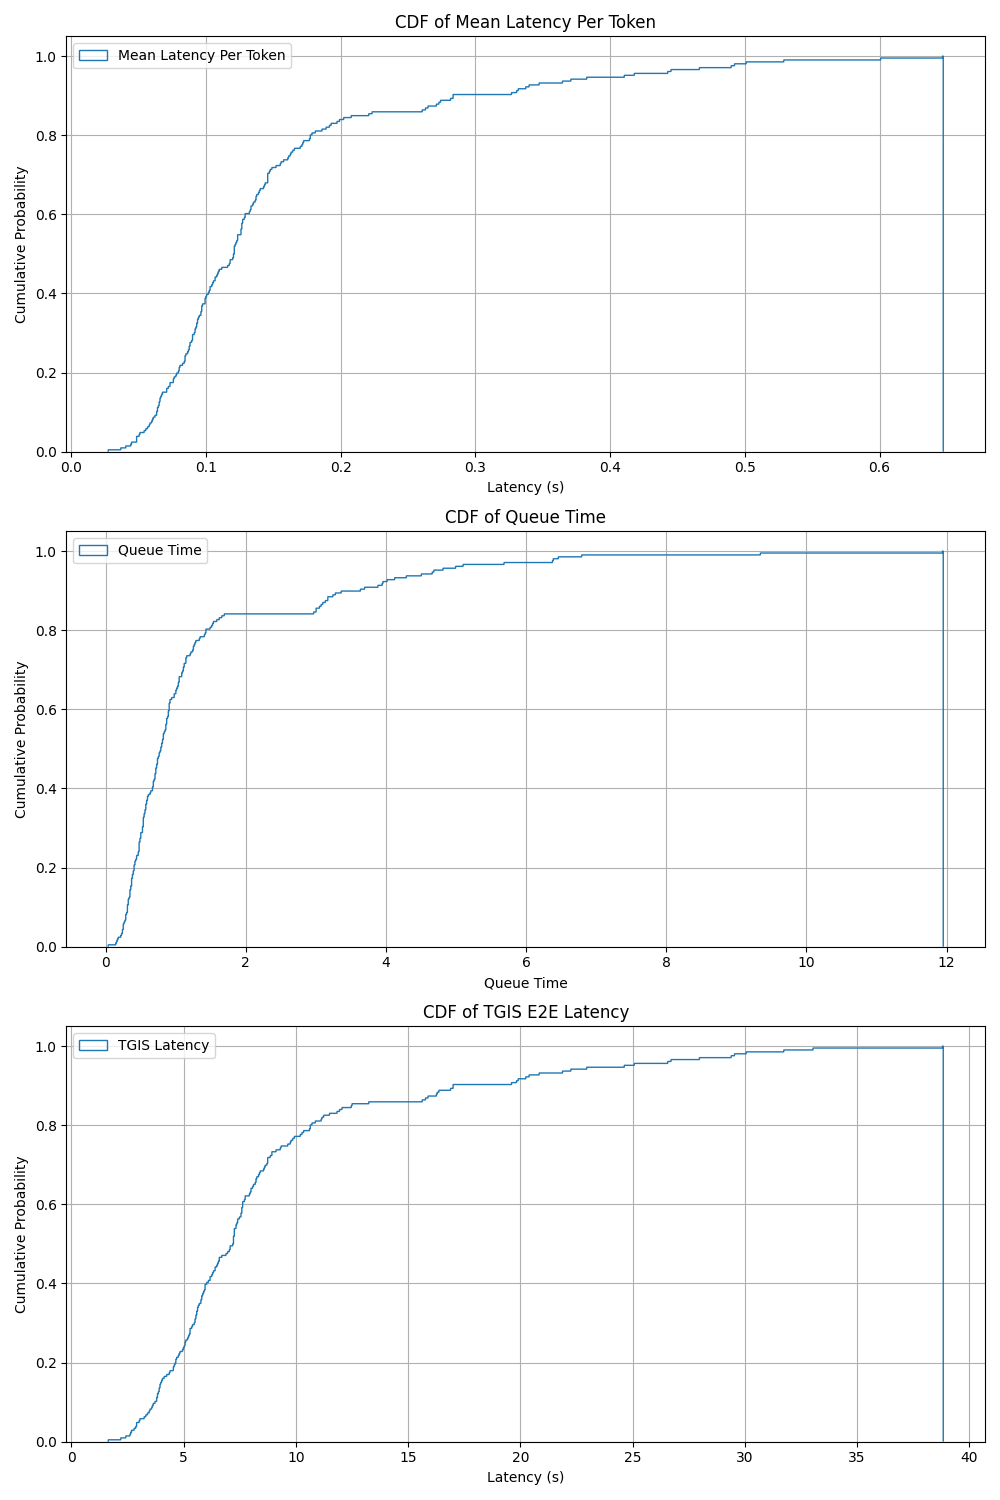 CDF of Mean Latency Per Token
Mean Latency Per Token
Cumulative Probability
1.0
0.8
0.6
0.4
0.2
0.0
0.0 0.1 0.2 0.3 0.4 0.5 0.6
Latency (s)
CDF of Queue Time
Queue Time
Cumulative Probability
1.0
0.8
0.6
0.4
0.2
0.0
0 2 4 6 8 10 12
Queue Time
CDF of TGIS E2E Latency
TGIS Latency
Cumulative Probability
1.0
0.8
0.6
0.4
0.2
0.0
0 5 10 15 20 25 30 35 40
Latency (s)